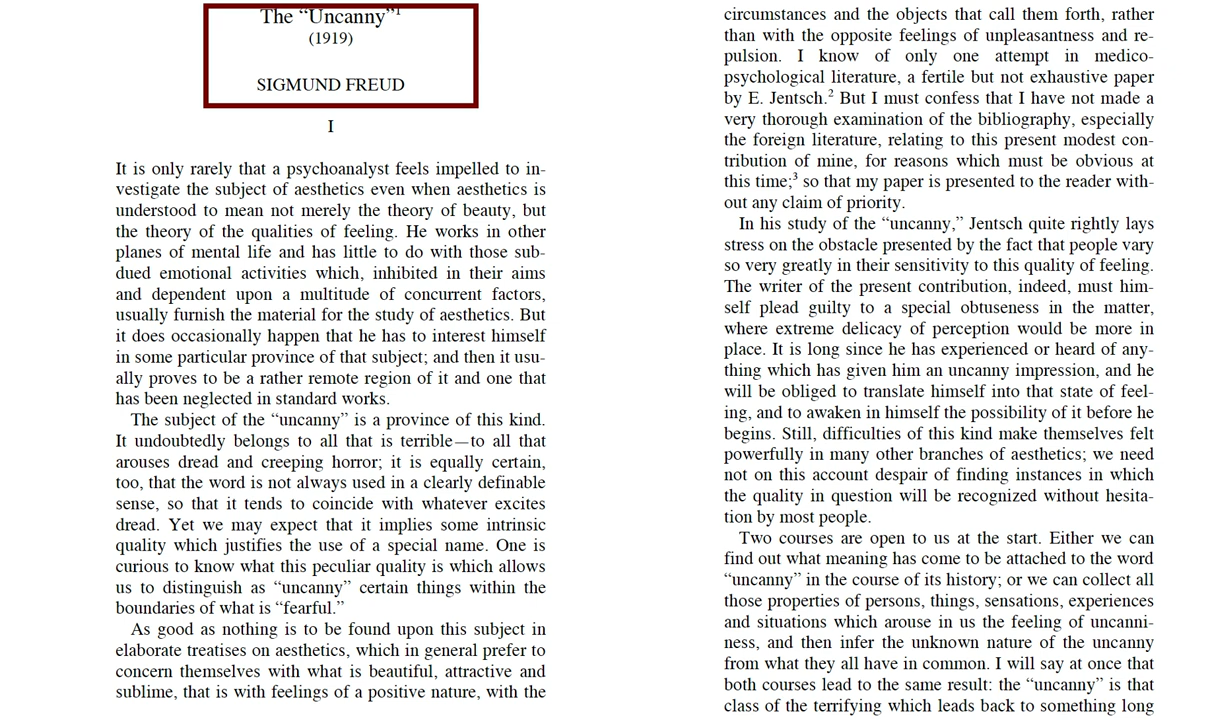 The “Uncanny”¹
(1919)
SIGMUND FREUD
I
It is only rarely that a psychoanalyst feels impelled to in-
vestigate the subject of aesthetics even when aesthetics is
understood to mean not merely the theory of beauty, but
the theory of the qualities of feeling. He works in other
planes of mental life and has little to do with those sub-
dued emotional activities which, inhibited in their aims
and dependent upon a multitude of concurrent factors,
usually furnish the material for the study of aesthetics. But
it does occasionally happen that he has to interest himself
in some particular province of that subject; and then it usu-
ally proves to be a rather remote region of it and one that
has been neglected in standard works.
The subject of the “uncanny” is a province of this kind.
It undoubtedly belongs to all that is terrible—to all that
arouses dread and creeping horror; it is equally certain,
too, that the word is not always used in a clearly definable
sense, so that it tends to coincide with whatever excites
dread. Yet we may expect that it implies some intrinsic
quality which justifies the use of a special name. One is
curious to know what this peculiar quality is which allows
us to distinguish as “uncanny” certain things within the
boundaries of what is “fearful.”
As good as nothing is to be found upon this subject in
elaborate treatises on aesthetics, which in general prefer to
concern themselves with what is beautiful, attractive and
sublime, that is with feelings of a positive nature, with the
circumstances and the objects that call them forth, rather
than with the opposite feelings of unpleasantness and re-
pulsion. I know of only one attempt in medico-
psychological literature, a fertile but not exhaustive paper
by E. Jentsch.² But I must confess that I have not made a
very thorough examination of the bibliography, especially
the foreign literature, relating to this present modest con-
tribution of mine, for reasons which must be obvious at
this time;³ so that my paper is presented to the reader with-
out any claim of priority.
In his study of the “uncanny,” Jentsch quite rightly lays
stress on the obstacle presented by the fact that people vary
so very greatly in their sensitivity to this quality of feeling.
The writer of the present contribution, indeed, must him-
self plead guilty to a special obtuseness in the matter,
where extreme delicacy of perception would be more in
place. It is long since he has experienced or heard of any-
thing which has given him an uncanny impression, and he
will be obliged to translate himself into that state of feel-
ing, and to awaken in himself the possibility of it before he
begins. Still, difficulties of this kind make themselves felt
powerfully in many other branches of aesthetics; we need
not on this account despair of finding instances in which
the quality in question will be recognized without hesita-
tion by most people.
Two courses are open to us at the start. Either we can
find out what meaning has come to be attached to the word
“uncanny” in the course of its history; or we can collect all
those properties of persons, things, sensations, experiences
and situations which arouse in us the feeling of uncanni-
ness, and then infer the unknown nature of the uncanny
from what they all have in common. I will say at once that
both courses lead to the same result: the “uncanny” is that
class of the terrifying which leads back to something long